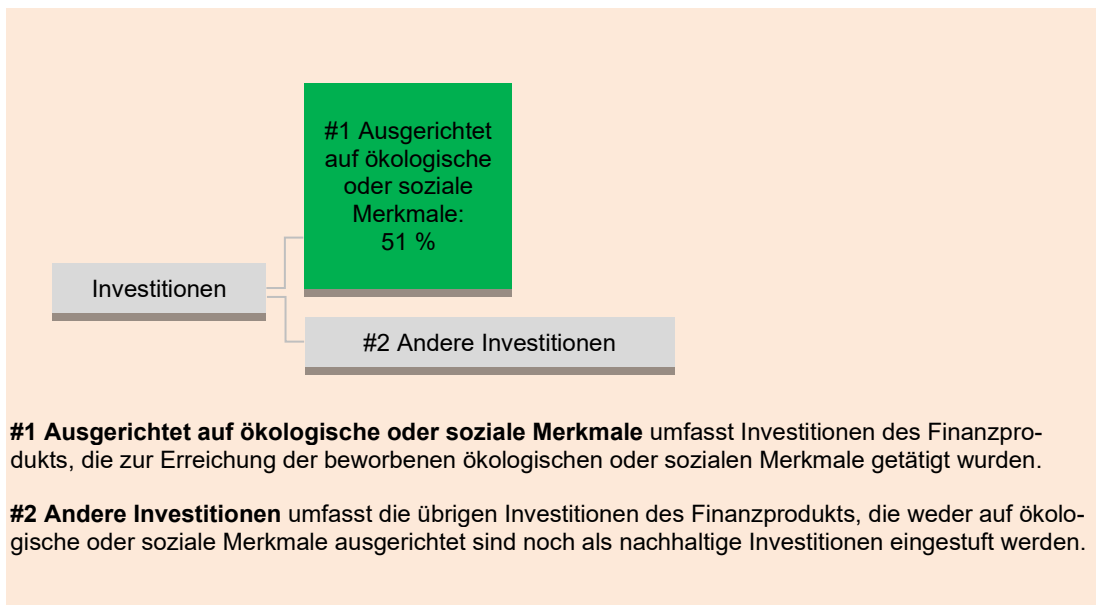 #1 Ausgerichtet
auf ökologische
oder soziale
Merkmale:
51 %
Investitionen
#2 Andere Investitionen
#1 Ausgerichtet auf ökologische oder soziale Merkmale umfasst Investitionen des Finanzpro-
dukts, die zur Erreichung der beworbenen ökologischen oder sozialen Merkmale getätigt wurden.
#2 Andere Investitionen umfasst die übrigen Investitionen des Finanzprodukts, die weder auf ökolo-
gische oder soziale Merkmale ausgerichtet sind noch als nachhaltige Investitionen eingestuft werden.